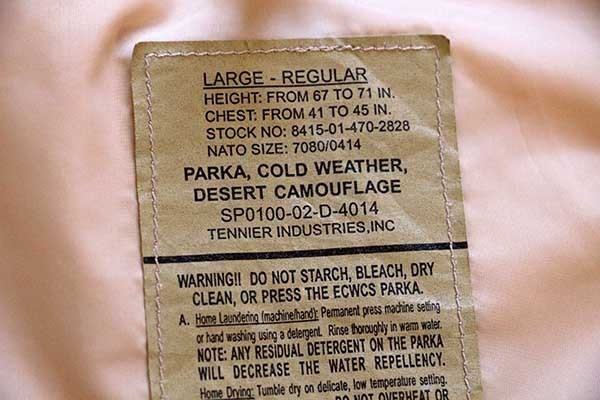 LARGE - REGULAR
HEIGHT: FROM 67 TO 71 IN.
CHEST: FROM 41 TO 45 IN.
STOCK NO: 8415-01-470-2828
NATO SIZE: 7080/0414
PARKA, COLD WEATHER,
DESERT CAMOUFLAGE
SP0100-02-D-4014
TENNIER INDUSTRIES,INC
WARNING!! DO NOT STARCH, BLEACH, DRY
CLEAN, OR PRESS THE ECWCS PARKA.
A. Home Laundering (machine/hand): Permanent press machine setting
or hand washing using a detergent. Rinse thoroughly in warm water.
NOTE: ANY RESIDUAL DETERGENT ON THE PARKA
WILL DECREASE THE WATER REPELLENCY.
Home Drying: Tumble dry on delicate, low temperature setting.
DO NOT OVERHEAT OR